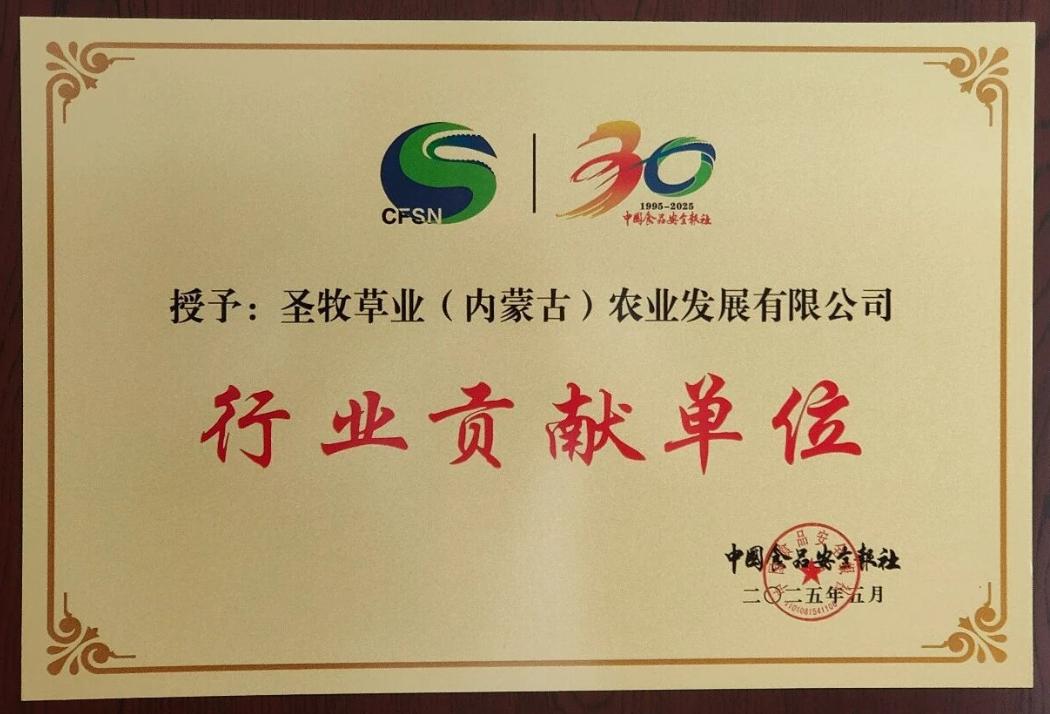 CFSN
30
1995-2025
中国食品安全报社
授予：圣牧草业（内蒙古）农业发展有限公司
行业贡献单位
中国食品安全报社
二〇二五年五月